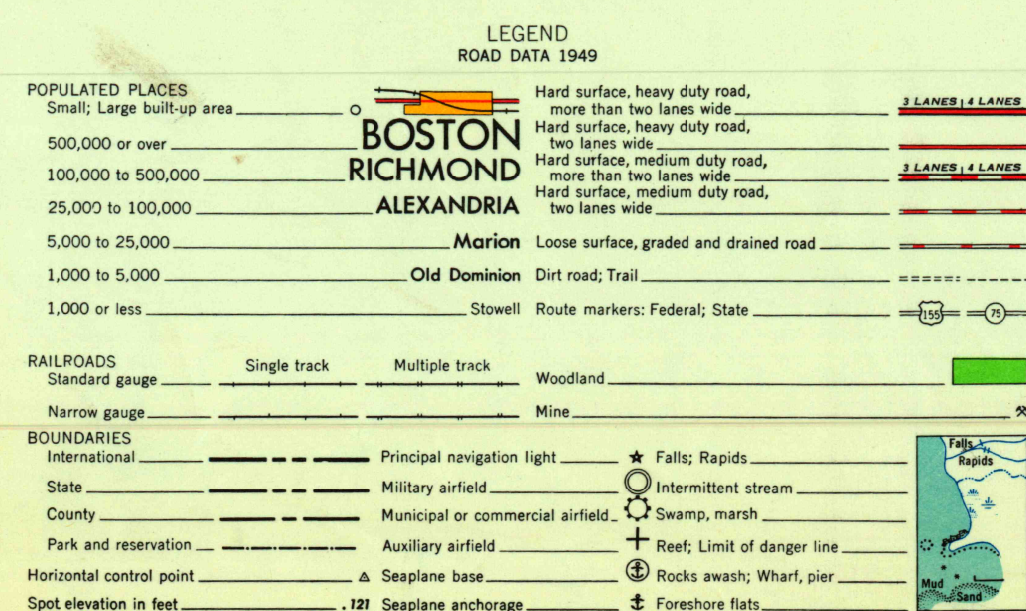 LEGEND
ROAD DATA 1949
POPULATED PLACES
Small; Large built-up area
500,000 or over BOSTON
100,000 to 500,000 RICHMOND
25,000 to 100,000 ALEXANDRIA
5,000 to 25,000 Marion
1,000 to 5,000 Old Dominion
1,000 or less Stowell
Hard surface, heavy duty road,
more than two lanes wide 3 LANES | 4 LANES
Hard surface, heavy duty road,
two lanes wide
Hard surface, medium duty road,
more than two lanes wide 3 LANES | 4 LANES
Hard surface, medium duty road,
two lanes wide
Loose surface, graded and drained road
Dirt road; Trail
Route markers: Federal; State 155 75
RAILROADS Single track Multiple track
Standard gauge
Narrow gauge
Woodland
Mine
BOUNDARIES
International
State
County
Park and reservation
Horizontal control point
Spot elevation in feet .121
Principal navigation light
Military airfield
Municipal or commercial airfield
Auxiliary airfield
Seaplane base
Seaplane anchorage
Falls; Rapids
Intermittent stream
Swamp, marsh
Reef; Limit of danger line
Rocks awash; Wharf, pier
Foreshore flats
Falls
Rapids
Mud
Sand